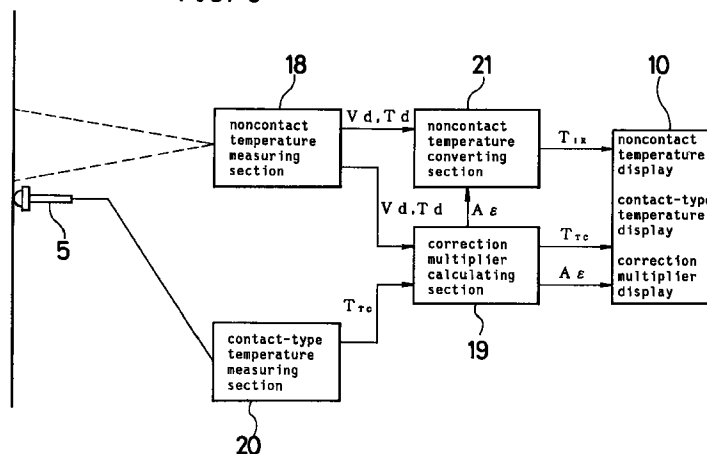 18
21
10
noncontact
temperature
measuring
section
Vd,Td
noncontact
temperature
converting
section
TIR
noncontact
temperature
display
contact-type
temperature
display
correction
multiplier
display
5
Vd,Td
Aε
correction
multiplier
calculating
section
TTC
Aε
19
TTC
contact-type
temperature
measuring
section
20